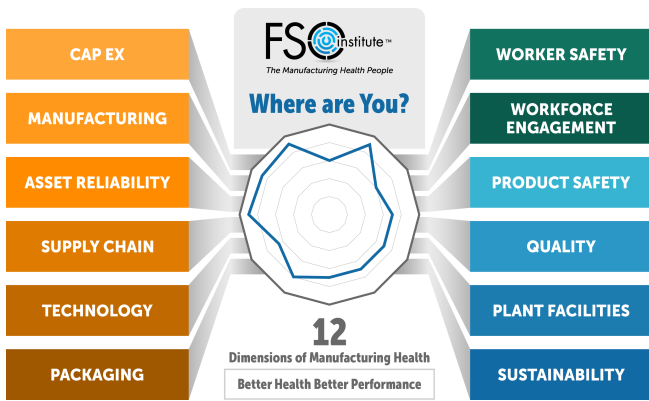 FSO institute™
The Manufacturing Health People
Where are You?
CAP EX
MANUFACTURING
ASSET RELIABILITY
SUPPLY CHAIN
TECHNOLOGY
PACKAGING
WORKER SAFETY
WORKFORCE
ENGAGEMENT
PRODUCT SAFETY
QUALITY
PLANT FACILITIES
SUSTAINABILITY
12
Dimensions of Manufacturing Health
Better Health Better Performance